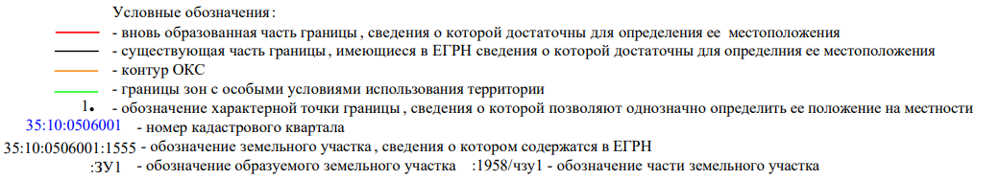 Условные обозначения:
- вновь образованная часть границы, сведения о которой достаточны для определения ее местоположения
- существующая часть границы, имеющиеся в ЕГРН сведения о которой достаточны для определния ее местоположения
- контур ОКС
- границы зон с особыми условиями использования территории
1. - обозначение характерной точки границы, сведения о которой позволяют однозначно определить ее положение на местности
35:10:0506001 - номер кадастрового квартала
35:10:0506001:1555 - обозначение земельного участка, сведения о котором содержатся в ЕГРН
:ЗУ1 - обозначение образуемого земельного участка :1958/чзу1 - обозначение части земельного участка